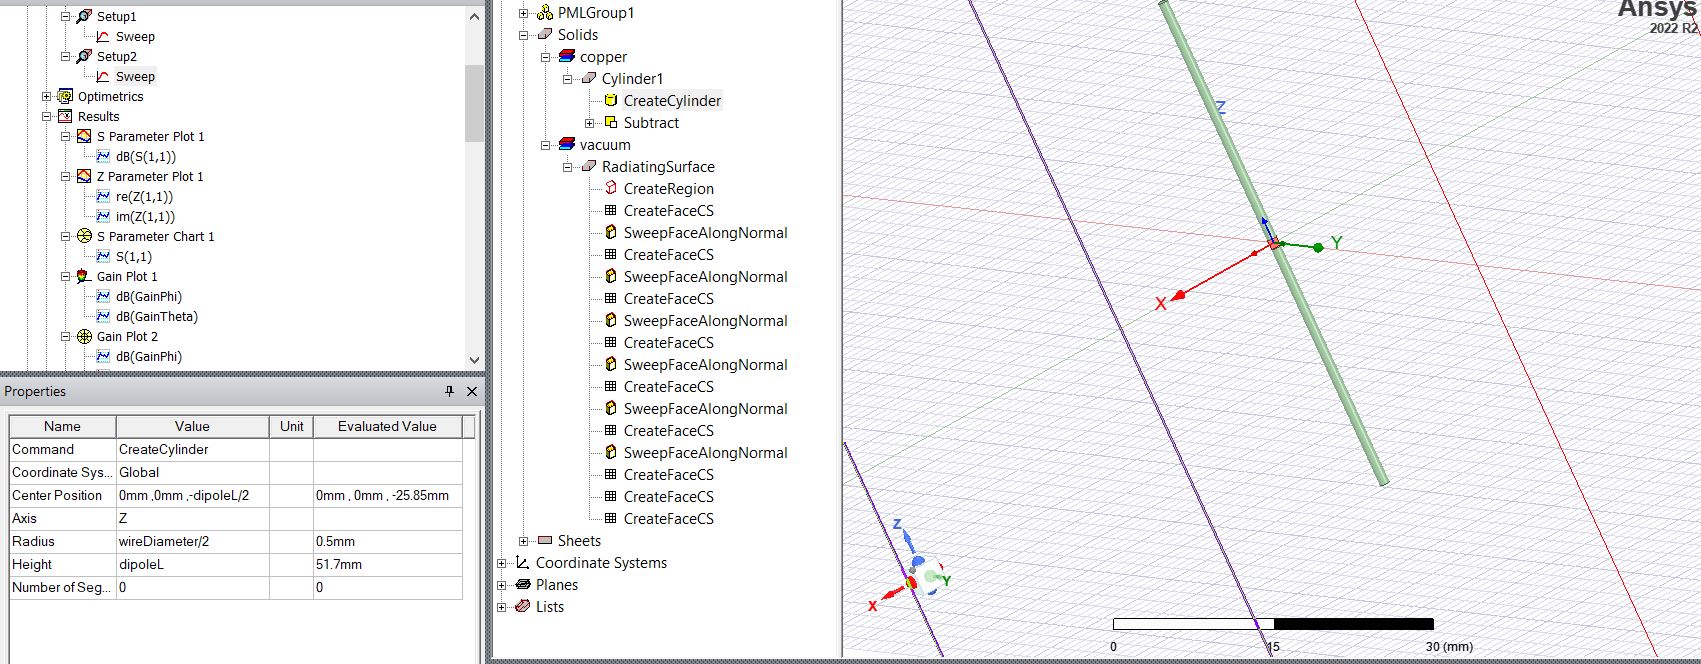 Setup1
Sweep
Setup2
Sweep
Optimetrics
Results
S Parameter Plot 1
dB(S(1,1))
Z Parameter Plot 1
re(Z(1,1))
im(Z(1,1))
S Parameter Chart 1
S(1,1)
Gain Plot 1
dB(GainPhi)
dB(GainTheta)
Gain Plot 2
dB(GainPhi)
Properties
Name Value Unit Evaluated Value
Command CreateCylinder
Coordinate Sys... Global
Center Position 0mm ,0mm ,-dipoleL/2 0mm , 0mm , -25.85mm
Axis Z
Radius wireDiameter/2 0.5mm
Height dipoleL 51.7mm
Number of Seg... 0 0
PMLGroup1
Solids
copper
Cylinder1
CreateCylinder
Subtract
vacuum
RadiatingSurface
CreateRegion
CreateFaceCS
SweepFaceAlongNormal
CreateFaceCS
SweepFaceAlongNormal
CreateFaceCS
SweepFaceAlongNormal
CreateFaceCS
SweepFaceAlongNormal
CreateFaceCS
SweepFaceAlongNormal
CreateFaceCS
SweepFaceAlongNormal
CreateFaceCS
CreateFaceCS
CreateFaceCS
Sheets
Coordinate Systems
Planes
Lists
Ansys
2022 R2
Z
Y
X
Z
Y
X
0 15 30 (mm)